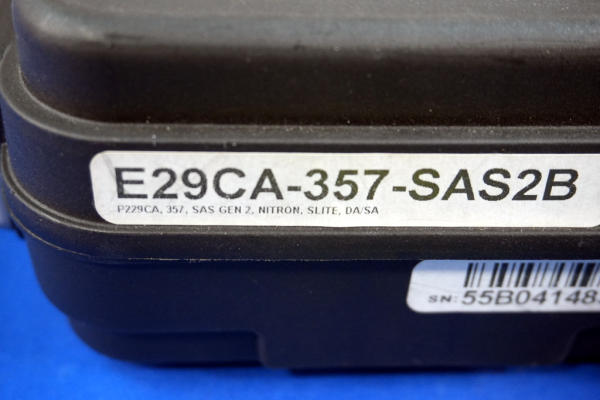 E29CA-357-SAS2B
P229CA, 357, SAS GEN 2, NITRON, SLITE, DA/SA
SN: 55B04148